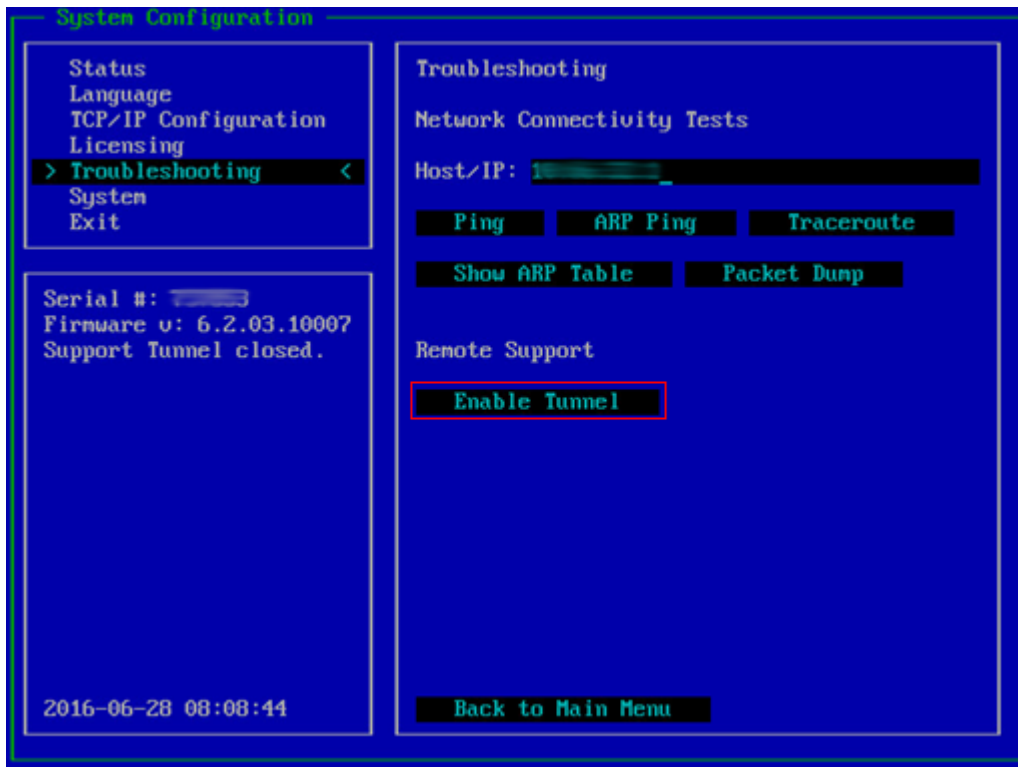 System Configuration
Status
Language
TCP/IP Configuration
Licensing
> Troubleshooting <
System
Exit
Serial #:
Firmware v: 6.2.03.10007
Support Tunnel closed.
2016-06-28 08:08:44
Troubleshooting
Network Connectivity Tests
Host/IP:
Ping ARP Ping Traceroute
Show ARP Table Packet Dump
Remote Support
Enable Tunnel
Back to Main Menu